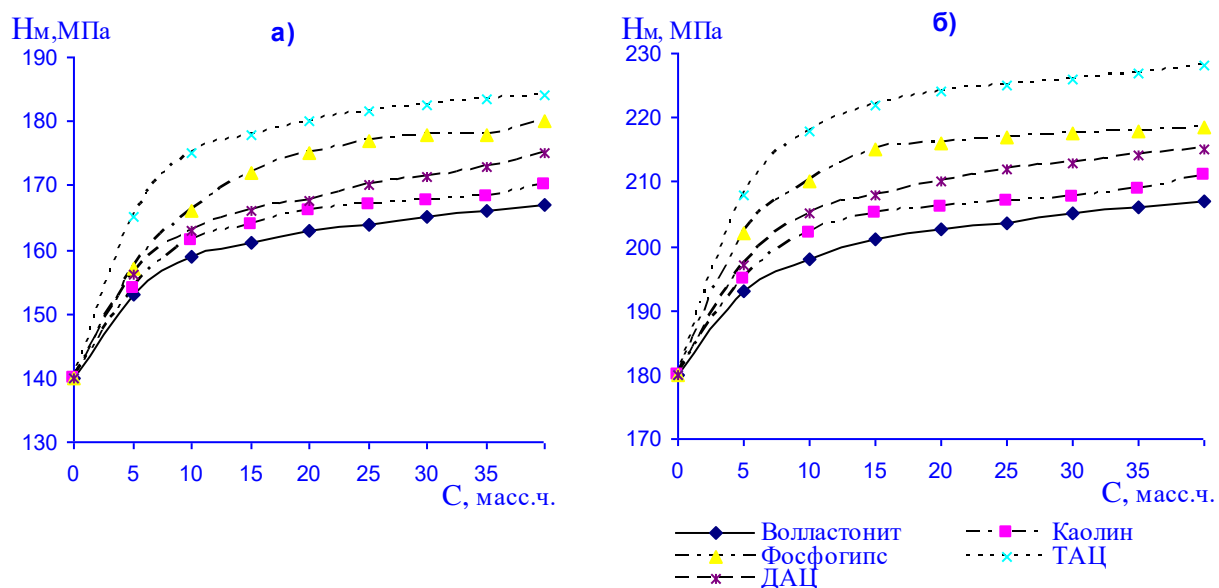 Нм,МПа
а)
190
180
170
160
150
140
130
0 5 10 15 20 25 30 35
С, масс.ч.
Нм, МПа
б)
230
220
210
200
190
180
170
0 5 10 15 20 25 30 35
С, масс.ч.
Волластонит
Каолин
Фосфогипс
ТАЦ
ДАЦ